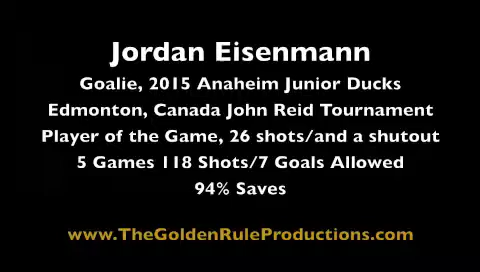 Jordan Eisenmann
Goalie, 2015 Anaheim Junior Ducks
Edmonton, Canada John Reid Tournament
Player of the Game, 26 shots/and a shutout
5 Games 118 Shots/7 Goals Allowed
94% Saves
www.TheGoldenRuleProductions.com